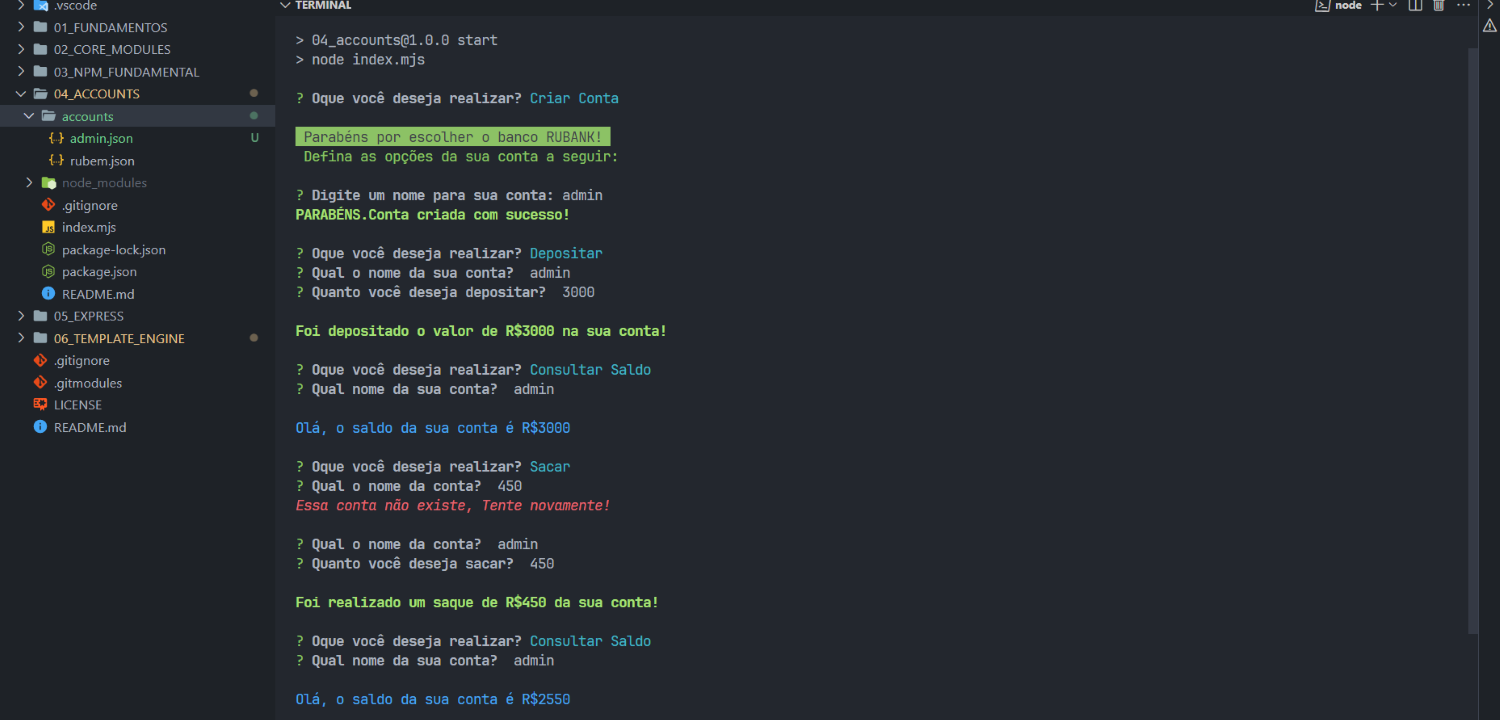 .vscode
01_FUNDAMENTOS
02_CORE_MODULES
03_NPM_FUNDAMENTAL
04_ACCOUNTS
accounts
{..} admin.json U
{..} rubem.json
node_modules
.gitignore
JS index.mjs
package-lock.json
package.json
README.md
05_EXPRESS
06_TEMPLATE_ENGINE
.gitignore
.gitmodules
LICENSE
README.md
TERMINAL
node
> 04_accounts@1.0.0 start
> node index.mjs
? Oque você deseja realizar? Criar Conta
Parabéns por escolher o banco RUBANK!
Defina as opções da sua conta a seguir:
? Digite um nome para sua conta: admin
PARABÉNS.Conta criada com sucesso!
? Oque você deseja realizar? Depositar
? Qual o nome da sua conta? admin
? Quanto você deseja depositar? 3000
Foi depositado o valor de R$3000 na sua conta!
? Oque você deseja realizar? Consultar Saldo
? Qual nome da sua conta? admin
Olá, o saldo da sua conta é R$3000
? Oque você deseja realizar? Sacar
? Qual o nome da conta? 450
Essa conta não existe, Tente novamente!
? Qual o nome da conta? admin
? Quanto você deseja sacar? 450
Foi realizado um saque de R$450 da sua conta!
? Oque você deseja realizar? Consultar Saldo
? Qual nome da sua conta? admin
Olá, o saldo da sua conta é R$2550